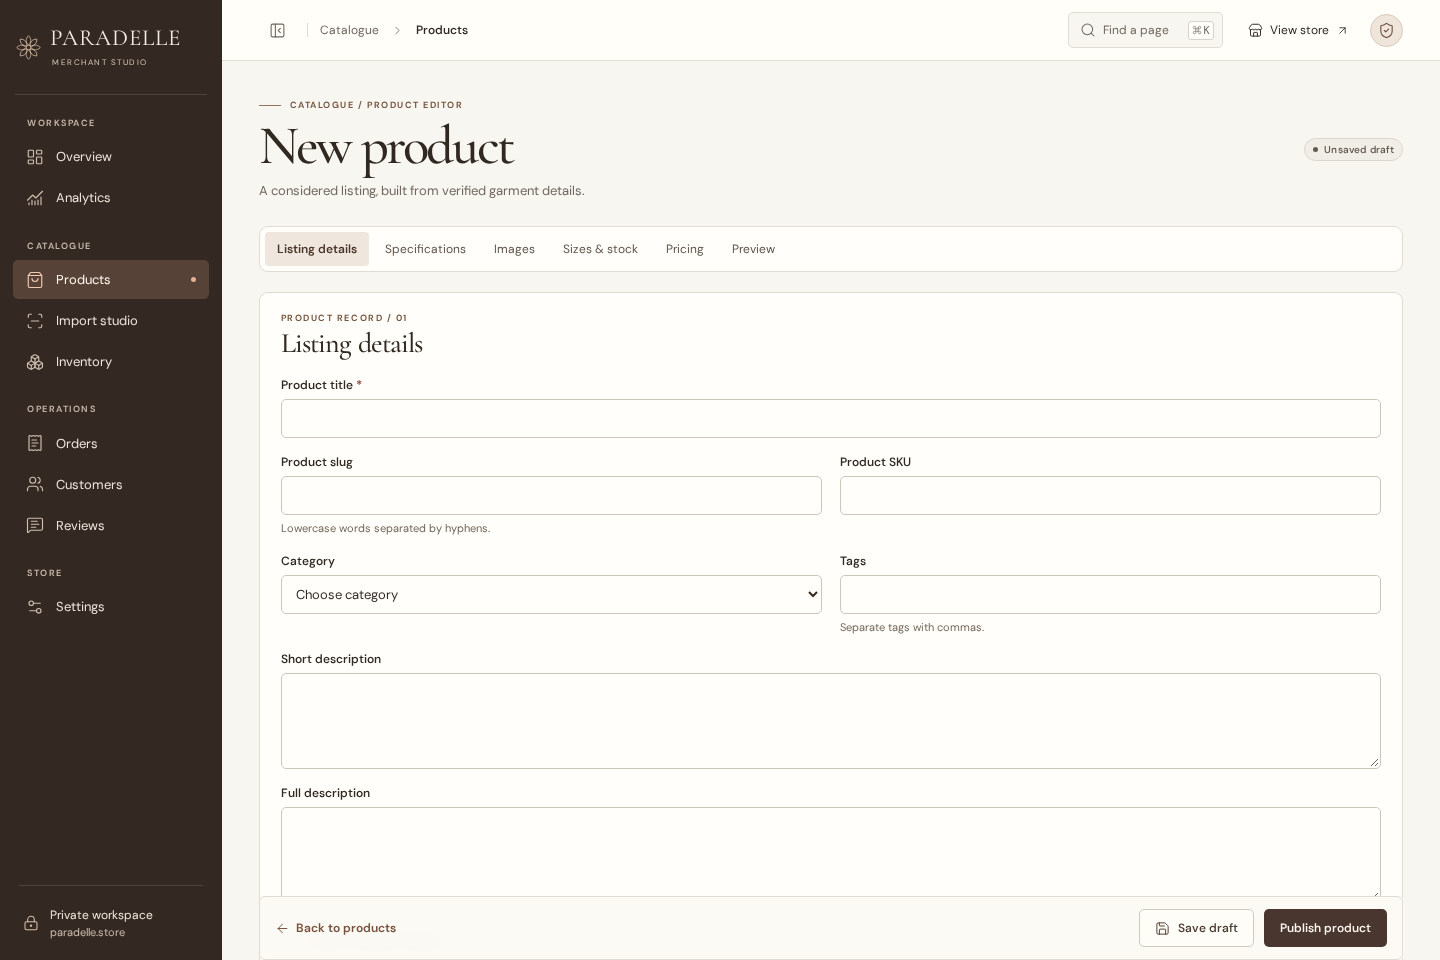 PARADELLE
MERCHANT STUDIO
WORKSPACE
Overview
Analytics
CATALOGUE
Products
Import studio
Inventory
OPERATIONS
Orders
Customers
Reviews
STORE
Settings
Private workspace
paradelle.store
Catalogue
Products
Find a page
⌘K
View store
CATALOGUE / PRODUCT EDITOR
New product
A considered listing, built from verified garment details.
Unsaved draft
Listing details
Specifications
Images
Sizes & stock
Pricing
Preview
PRODUCT RECORD / 01
Listing details
Product title *
Product slug
Product SKU
Lowercase words separated by hyphens.
Category
Tags
Choose category
Separate tags with commas.
Short description
Full description
Back to products
Save draft
Publish product